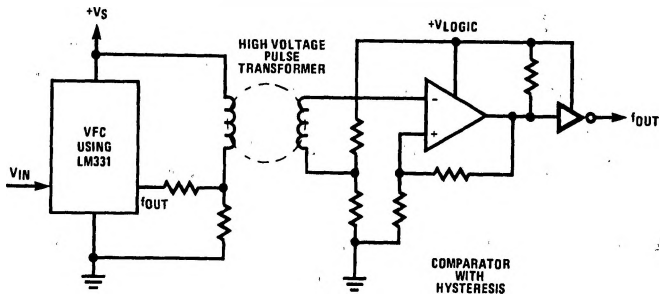 +VS
HIGH VOLTAGE
PULSE
TRANSFORMER
+VLOGIC
VFC
USING
LM331
VIN
fOUT
−
+
fOUT
COMPARATOR
WITH
HYSTERESIS